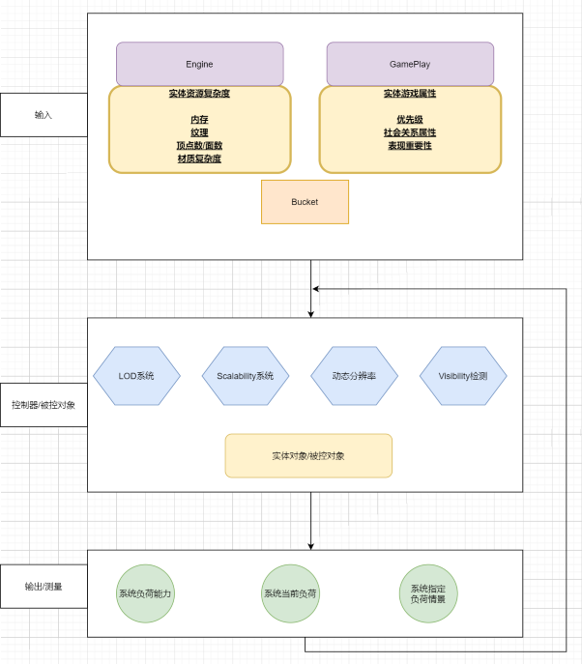 Engine
GamePlay
实体资源复杂度
内存
纹理
顶点数/面数
材质复杂度
实体游戏属性
优先级
社会关系属性
表现重要性
输入
Bucket
LOD系统
Scalability系统
动态分辨率
Visibility检测
控制器/被控对象
实体对象/被控对象
输出/测量
系统负荷能力
系统当前负荷
系统指定
负荷情景